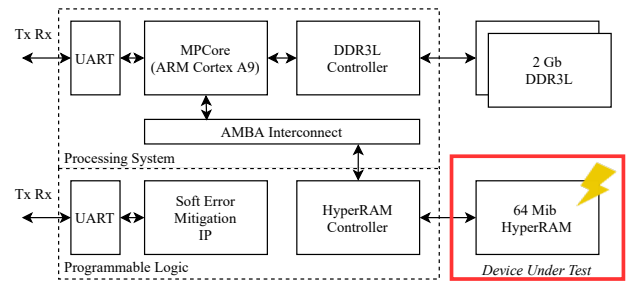 Tx Rx
UART
MPCore
(ARM Cortex A9)
DDR3L
Controller
2 Gb
DDR3L
AMBA Interconnect
Processing System
Tx Rx
UART
Soft Error
Mitigation
IP
HyperRAM
Controller
64 Mib
HyperRAM
Programmable Logic
Device Under Test